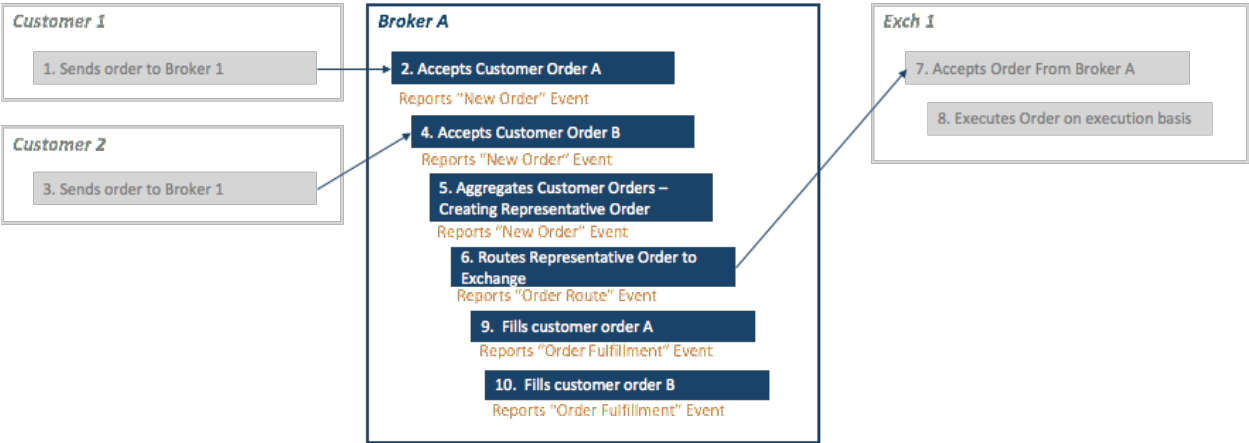 Customer 1
1. Sends order to Broker 1
Customer 2
3. Sends order to Broker 1
Broker A
2. Accepts Customer Order A
Reports "New Order" Event
4. Accepts Customer Order B
Reports "New Order" Event
5. Aggregates Customer Orders –
Creating Representative Order
Reports "New Order" Event
6. Routes Representative Order to
Exchange
Reports "Order Route" Event
9. Fills customer order A
Reports "Order Fulfillment" Event
10. Fills customer order B
Reports "Order Fulfillment" Event
Exch 1
7. Accepts Order From Broker A
8. Executes Order on execution basis